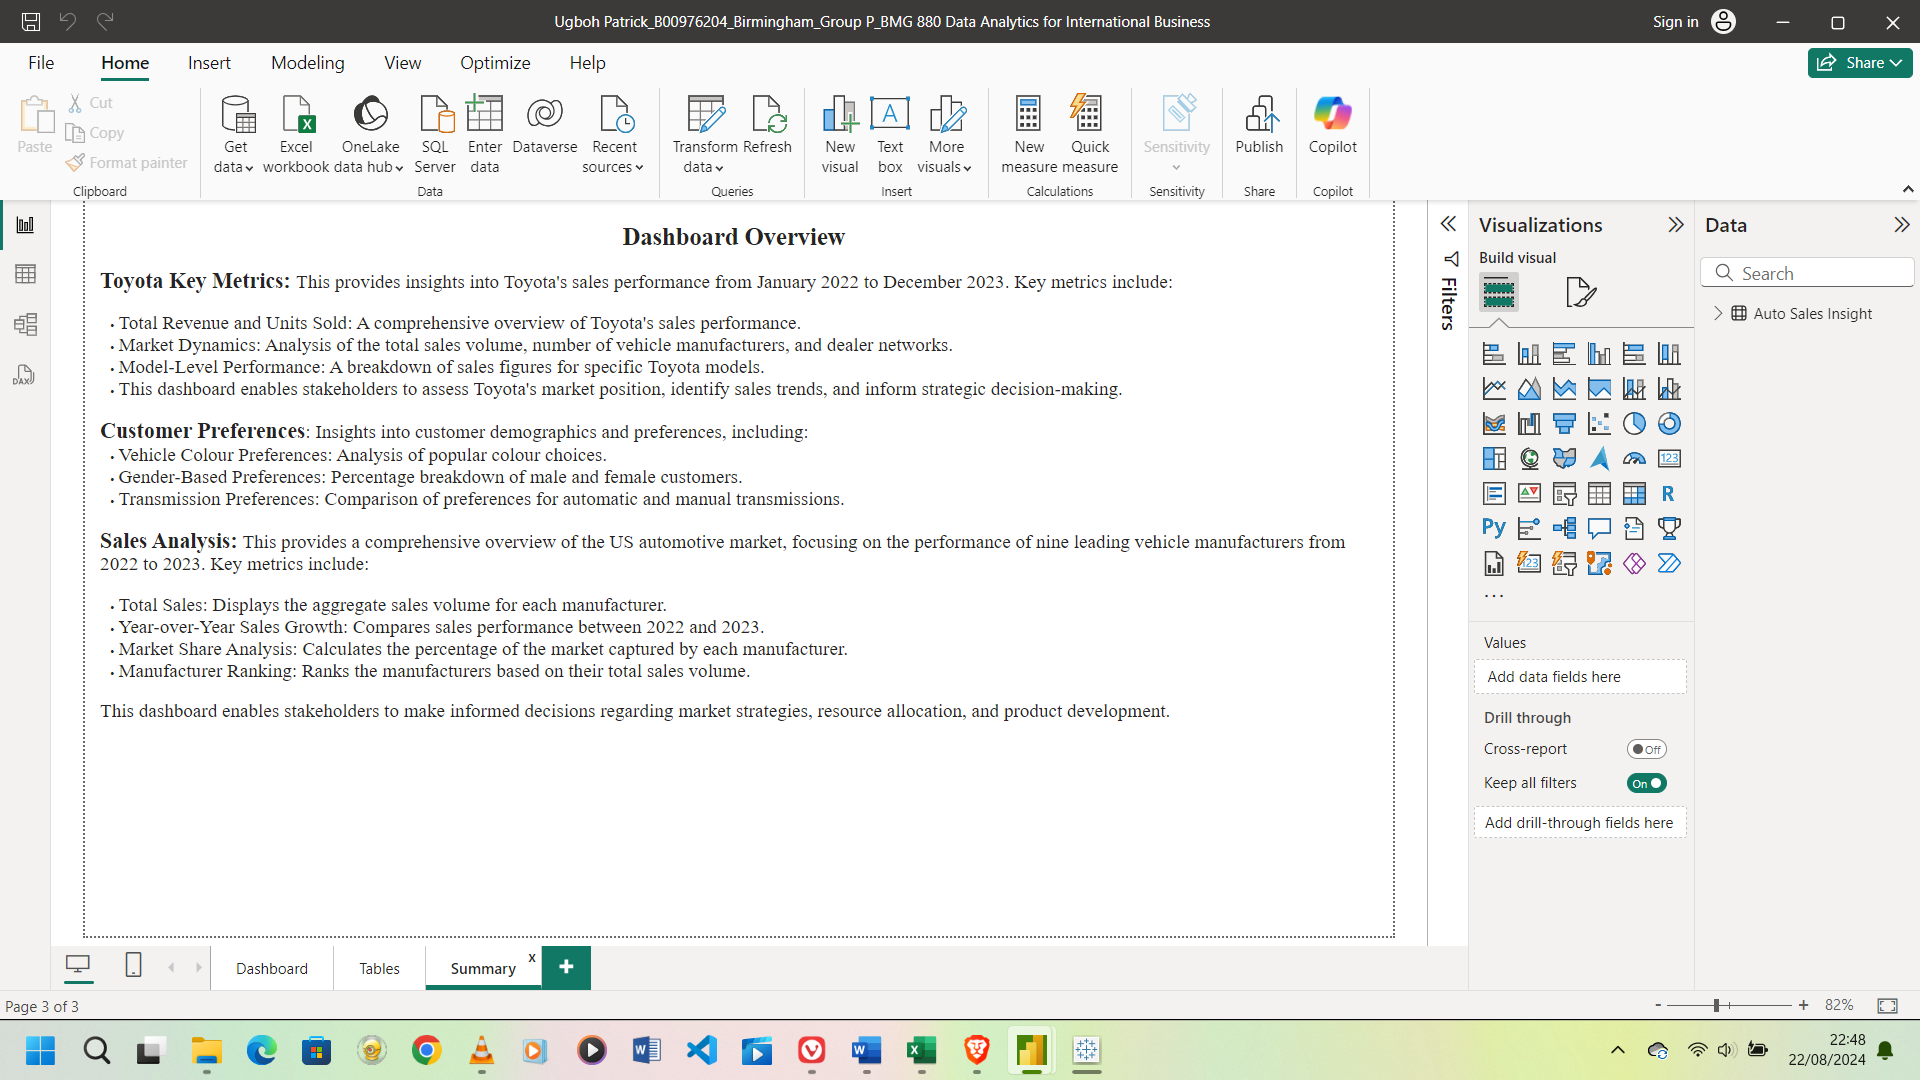 Ugboh Patrick_B00976204_Birmingham_Group P_BMG 880 Data Analytics for International Business
Sign in
File Home Insert Modeling View Optimize Help
Share
Paste
Cut
Copy
Format painter
Clipboard
Get data
Excel workbook
OneLake data hub
SQL Server
Enter data
Dataverse
Recent sources
Data
Transform data
Refresh
Queries
New visual
Text box
More visuals
Insert
New measure
Quick measure
Calculations
Sensitivity
Sensitivity
Publish
Share
Copilot
Copilot
Dashboard Overview
Toyota Key Metrics: This provides insights into Toyota's sales performance from January 2022 to December 2023. Key metrics include:
• Total Revenue and Units Sold: A comprehensive overview of Toyota's sales performance.
• Market Dynamics: Analysis of the total sales volume, number of vehicle manufacturers, and dealer networks.
• Model-Level Performance: A breakdown of sales figures for specific Toyota models.
• This dashboard enables stakeholders to assess Toyota's market position, identify sales trends, and inform strategic decision-making.
Customer Preferences: Insights into customer demographics and preferences, including:
• Vehicle Colour Preferences: Analysis of popular colour choices.
• Gender-Based Preferences: Percentage breakdown of male and female customers.
• Transmission Preferences: Comparison of preferences for automatic and manual transmissions.
Sales Analysis: This provides a comprehensive overview of the US automotive market, focusing on the performance of nine leading vehicle manufacturers from
2022 to 2023. Key metrics include:
• Total Sales: Displays the aggregate sales volume for each manufacturer.
• Year-over-Year Sales Growth: Compares sales performance between 2022 and 2023.
• Market Share Analysis: Calculates the percentage of the market captured by each manufacturer.
• Manufacturer Ranking: Ranks the manufacturers based on their total sales volume.
This dashboard enables stakeholders to make informed decisions regarding market strategies, resource allocation, and product development.
Filters
Visualizations
Build visual
123
R
Py
123
...
Values
Add data fields here
Drill through
Cross-report
Off
Keep all filters
On
Add drill-through fields here
Data
Search
Auto Sales Insight
DAX
Dashboard Tables Summary x +
Page 3 of 3
- + 82%
22:48
22/08/2024